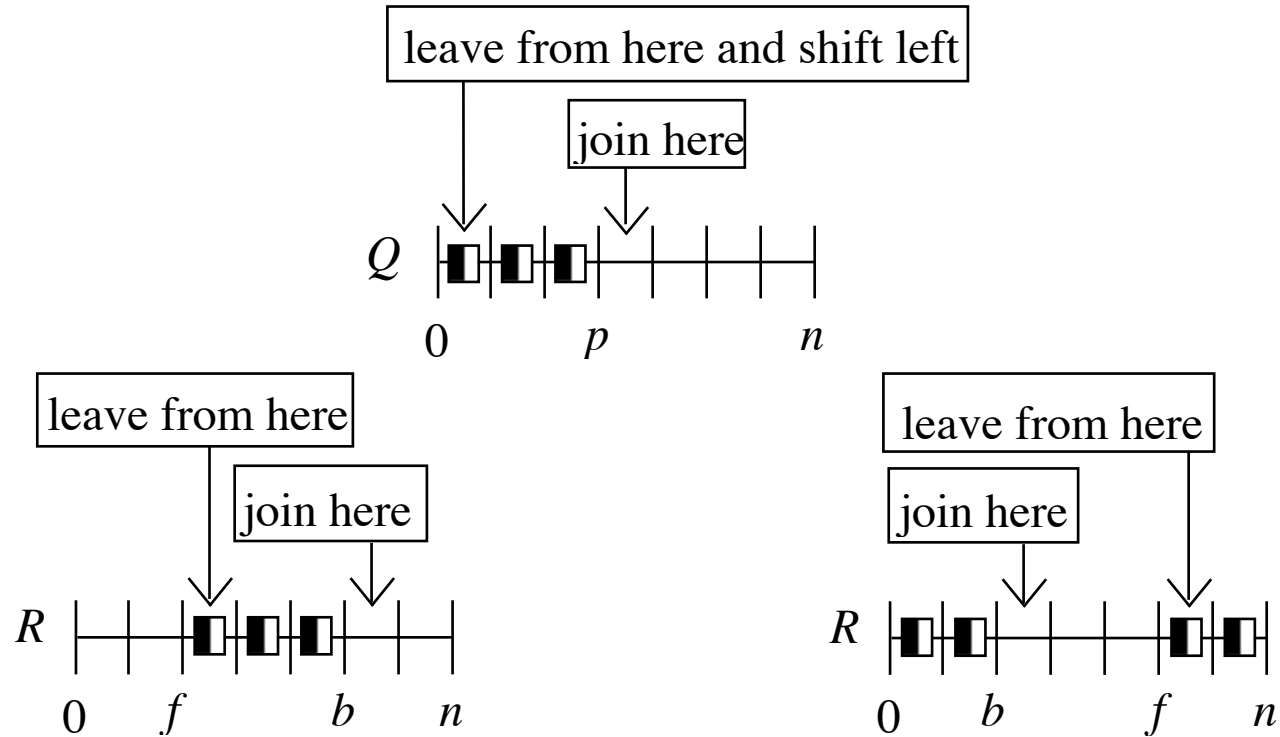 leave from here and shift left
join here
Q
0 p n
leave from here
join here
R
0 f b n
leave from here
join here
R
0 b f n